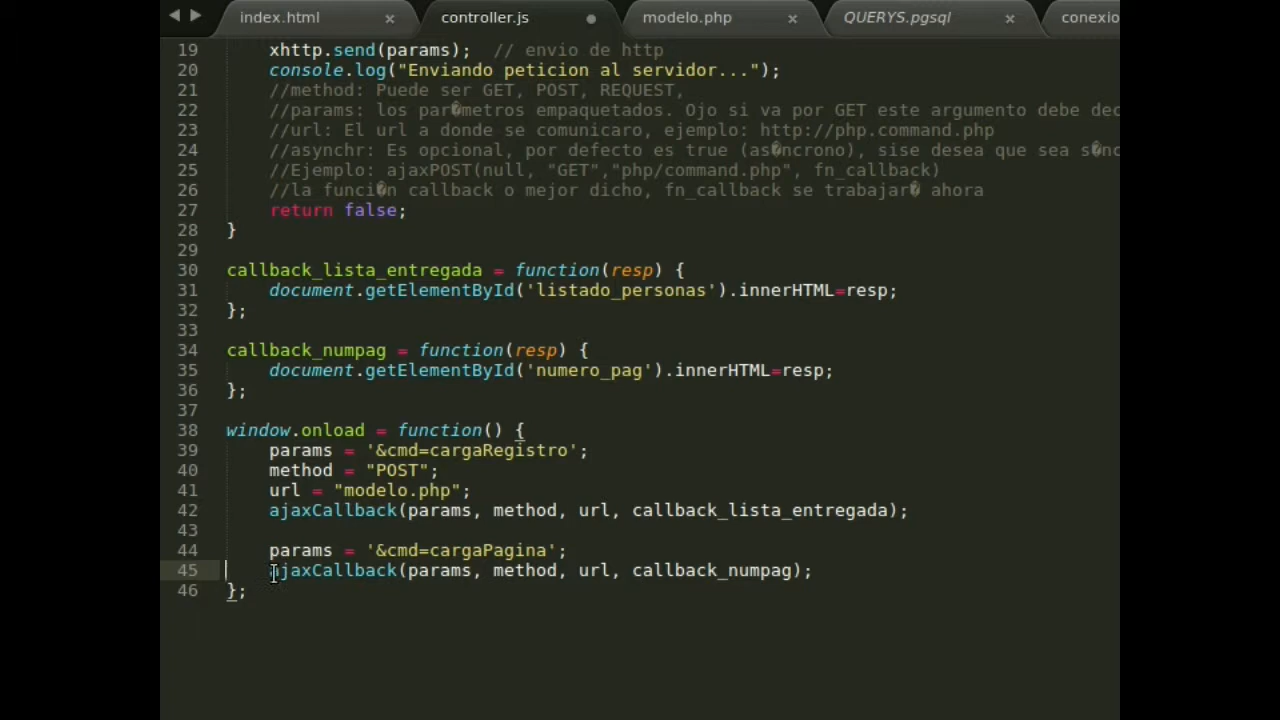 index.html × controller.js modelo.php × QUERYS.pgsql × conexio
19 xhttp.send(params); // envio de http
20 console.log("Enviando peticion al servidor...");
21 //method: Puede ser GET, POST, REQUEST,
22 //params: los par�metros empaquetados. Ojo si va por GET este argumento debe dec
23 //url: El url a donde se comunicaro, ejemplo: http://php.command.php
24 //asynchr: Es opcional, por defecto es true (as�ncrono), sise desea que sea s�nc
25 //Ejemplo: ajaxPOST(null, "GET","php/command.php", fn_callback)
26 //la funci�n callback o mejor dicho, fn_callback se trabajar� ahora
27 return false;
28 }
29
30 callback_lista_entregada = function(resp) {
31 document.getElementById('listado_personas').innerHTML=resp;
32 };
33
34 callback_numpag = function(resp) {
35 document.getElementById('numero_pag').innerHTML=resp;
36 };
37
38 window.onload = function() {
39 params = '&cmd=cargaRegistro';
40 method = "POST";
41 url = "modelo.php";
42 ajaxCallback(params, method, url, callback_lista_entregada);
43
44 params = '&cmd=cargaPagina';
45 ajaxCallback(params, method, url, callback_numpag);
46 };